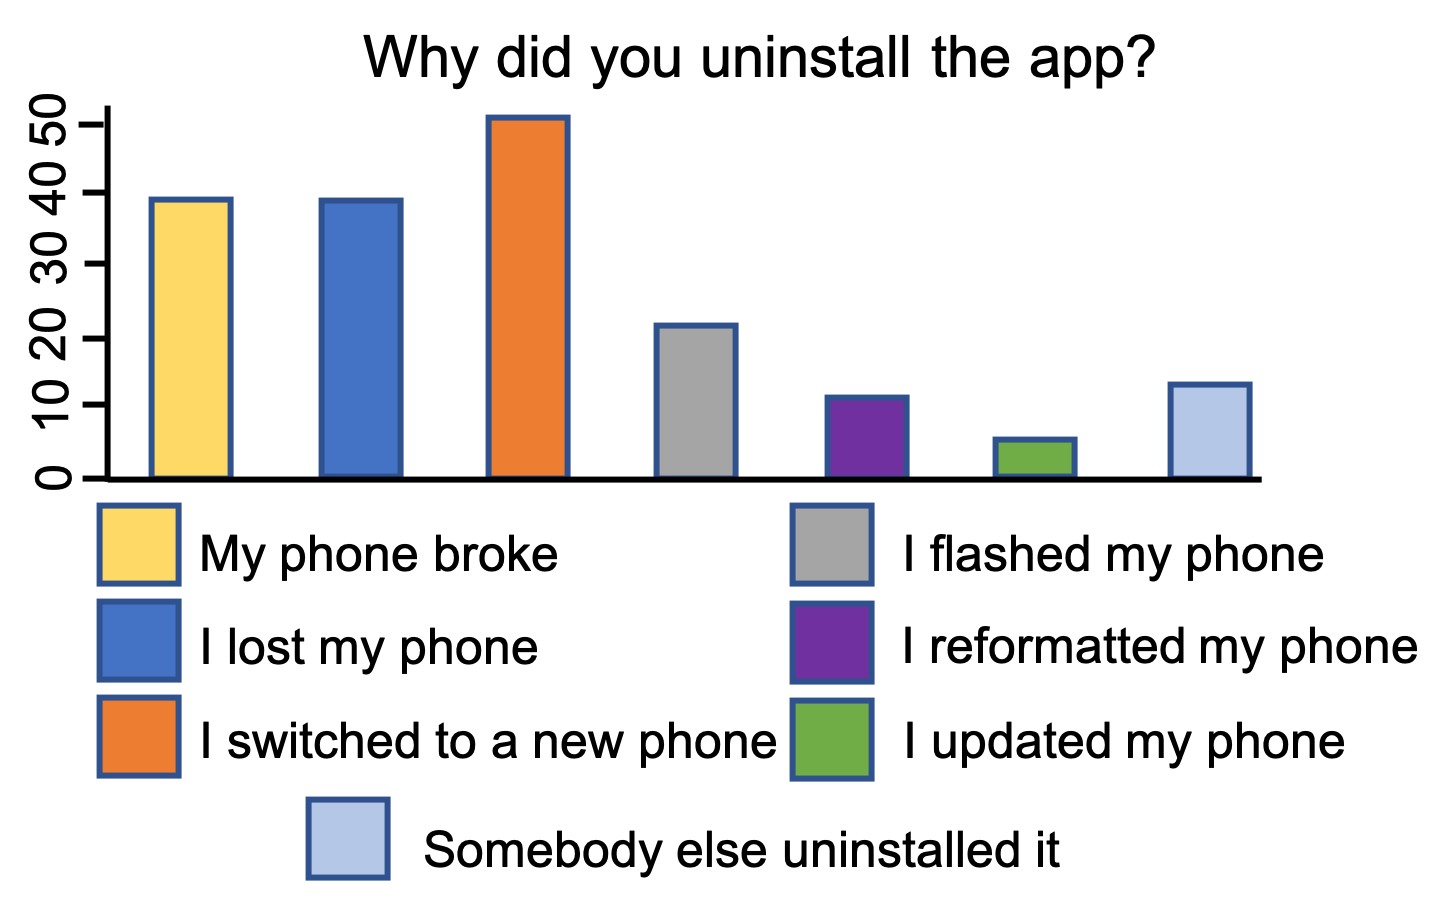 Why did you uninstall the app?
50
40
30
20
10
0
My phone broke
I flashed my phone
I lost my phone
I reformatted my phone
I switched to a new phone
I updated my phone
Somebody else uninstalled it